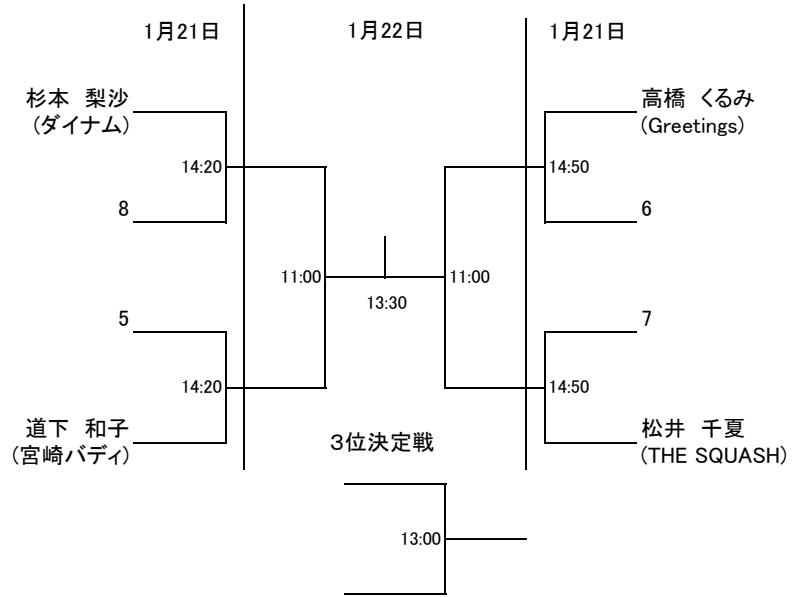 1月21日
1月22日
1月21日
杉本　梨沙
(ダイナム)
高橋　くるみ
(Greetings)
14:20
14:50
8
6
11:00
11:00
13:30
5
7
14:20
14:50
道下　和子
(宮崎バディ)
3位決定戦
松井　千夏
(THE SQUASH)
13:00